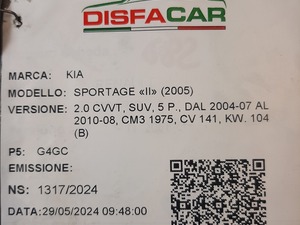 DISFACAR
MARCA: KIA
MODELLO: SPORTAGE «II» (2005)
VERSIONE: 2.0 CVVT, SUV, 5 P., DAL 2004-07 AL
2010-08, CM3 1975, CV 141, KW. 104
(B)
P5: G4GC
EMISSIONE:
NS: 1317/2024
DATA:29/05/2024 09:48:00